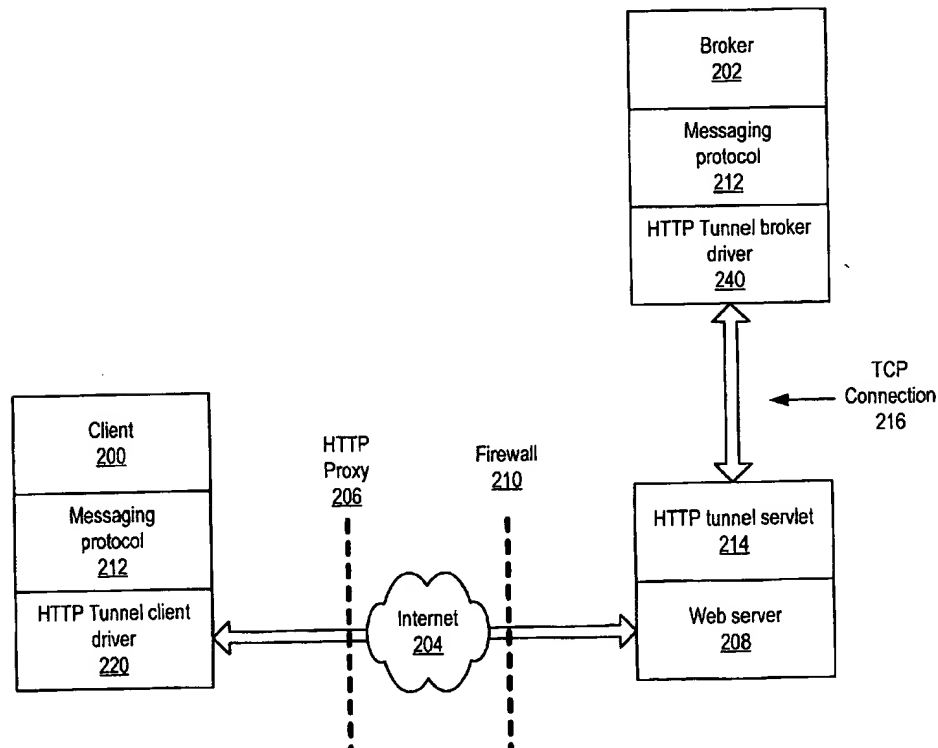 Broker
202
Messaging
protocol
212
HTTP Tunnel broker
driver
240
TCP
Connection
216
Client
200
Messaging
protocol
212
HTTP Tunnel client
driver
220
HTTP
Proxy
206
Internet
204
Firewall
210
HTTP tunnel servlet
214
Web server
208